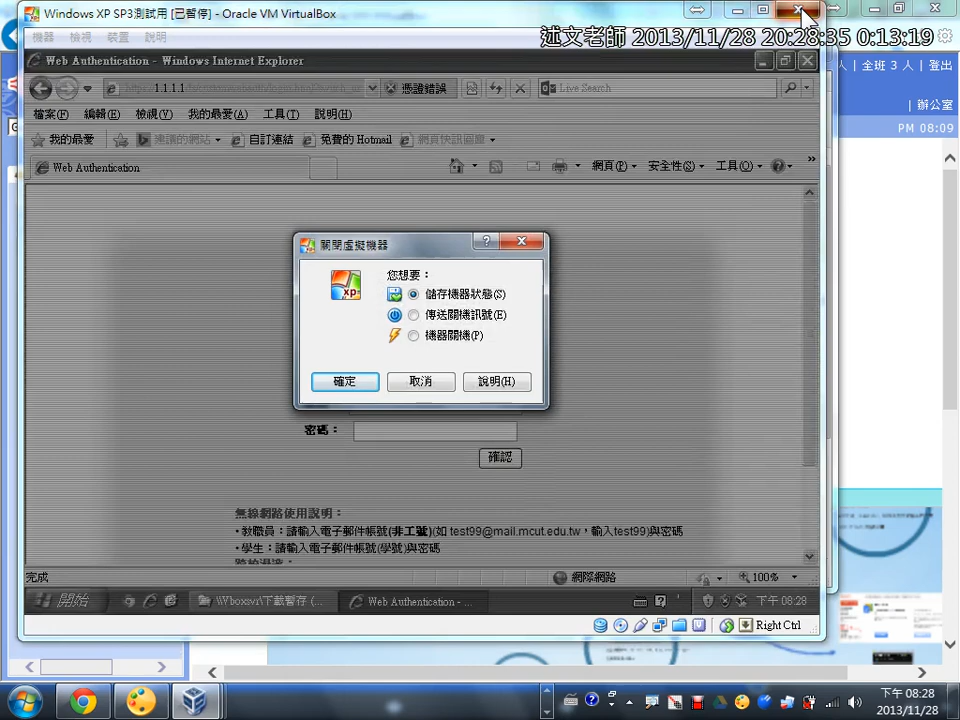 Windows XP SP3測試用 [已暫停] - Oracle VM VirtualBox
機器 檢視 裝置 說明
述文老師 2013/11/28 20:28:35 0:13:19
Web Authentication - Windows Internet Explorer
人 | 全班 3 人 | 登出
1.1.1.1
憑證錯誤
Live Search
| 辦公室
檔案(F) 編輯(E) 檢視(V) 我的最愛(A) 工具(T) 說明(H)
PM 08:09
我的最愛 建議的網站 自訂連結 免費的 Hotmail 網頁快訊圖庫
Web Authentication
網頁(P) 安全性(S) 工具(O)
關閉虛擬機器
您想要：
儲存機器狀態(S)
傳送關機訊號(E)
機器關機(P)
確定 取消 說明(H)
密碼：
確認
無線網路使用說明：
• 教職員：請輸入電子郵件帳號(非工號)(如 test99@mail.mcut.edu.tw，輸入test99)與密碼
• 學生：請輸入電子郵件帳號(學號)與密碼
完成
網際網路
100%
開始
\\Vboxsvr\下載暫存 (...
Web Authentication - ...
下午 08:28
Right Ctrl
下午 08:28
2013/11/28